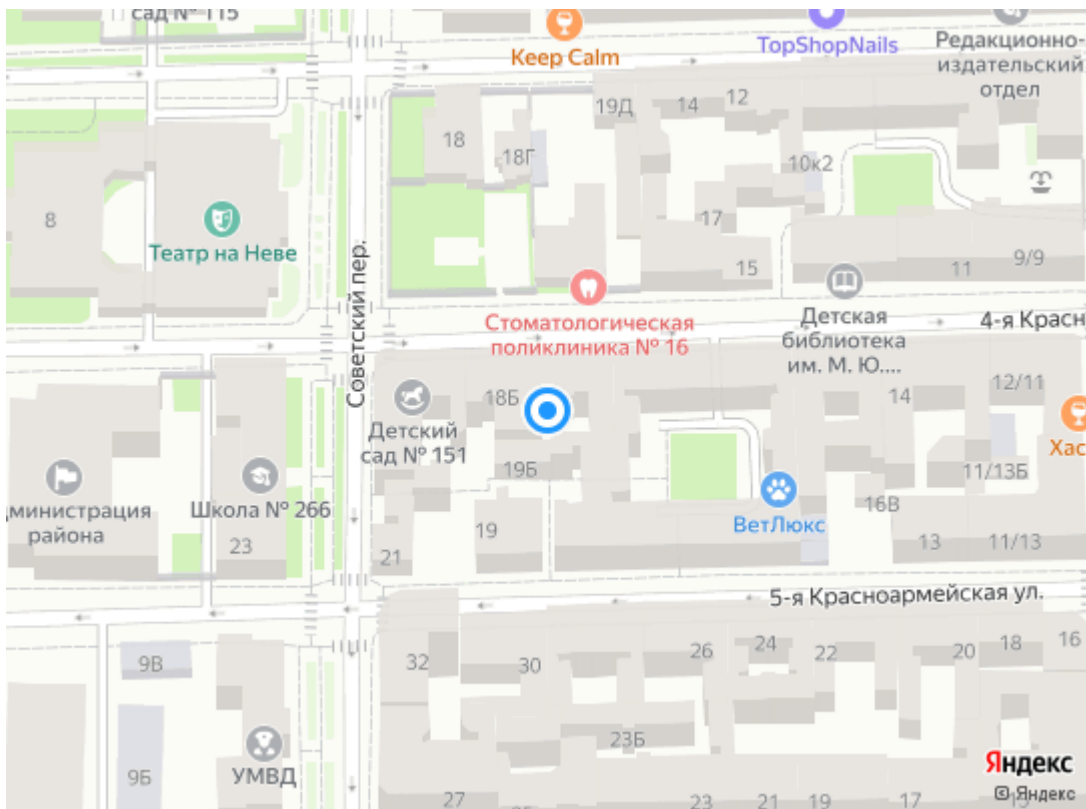 сад № 115
Keep Calm
TopShopNails
Редакционно-
издательский
отдел
19Д
14
12
18
18Г
10к2
8
17
Театр на Неве
15
11
9/9
Советский пер.
Стоматологическая
поликлиника № 16
Детская
библиотека
им. М. Ю....
4-я Красн
18Б
14
12/11
Детский
сад № 151
19Б
Хас
11/13Б
министрация
района
Школа № 266
ВетЛюкс
16В
23
19
21
13
11/13
5-я Красноармейская ул.
9В
32
30
26
24
22
20
18
16
23Б
9Б
УМВД
Яндекс
© Яндекс
27
23
21
19
17